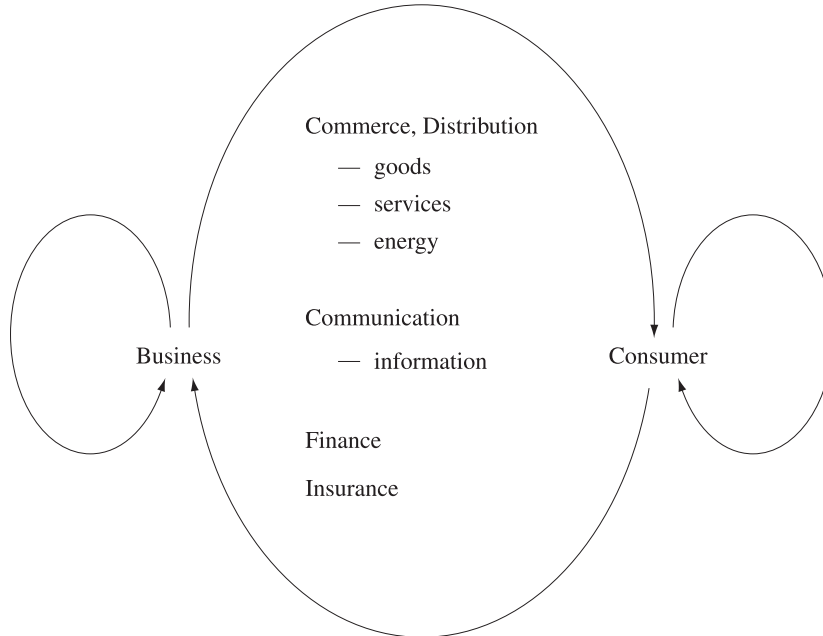 Commerce, Distribution
— goods
— services
— energy
Communication
Business
— information
Consumer
Finance
Insurance